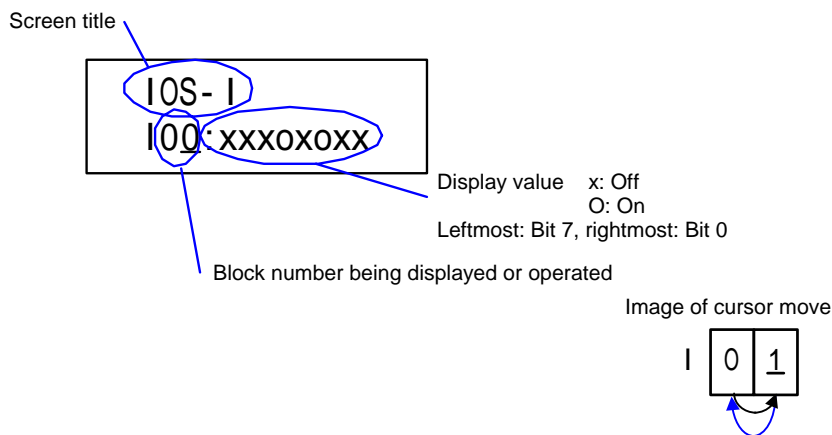 Screen title
IOS-I
I00:xxxoxoxx
Display value x: Off
O: On
Leftmost: Bit 7, rightmost: Bit 0
Block number being displayed or operated
Image of cursor move
I 0 1